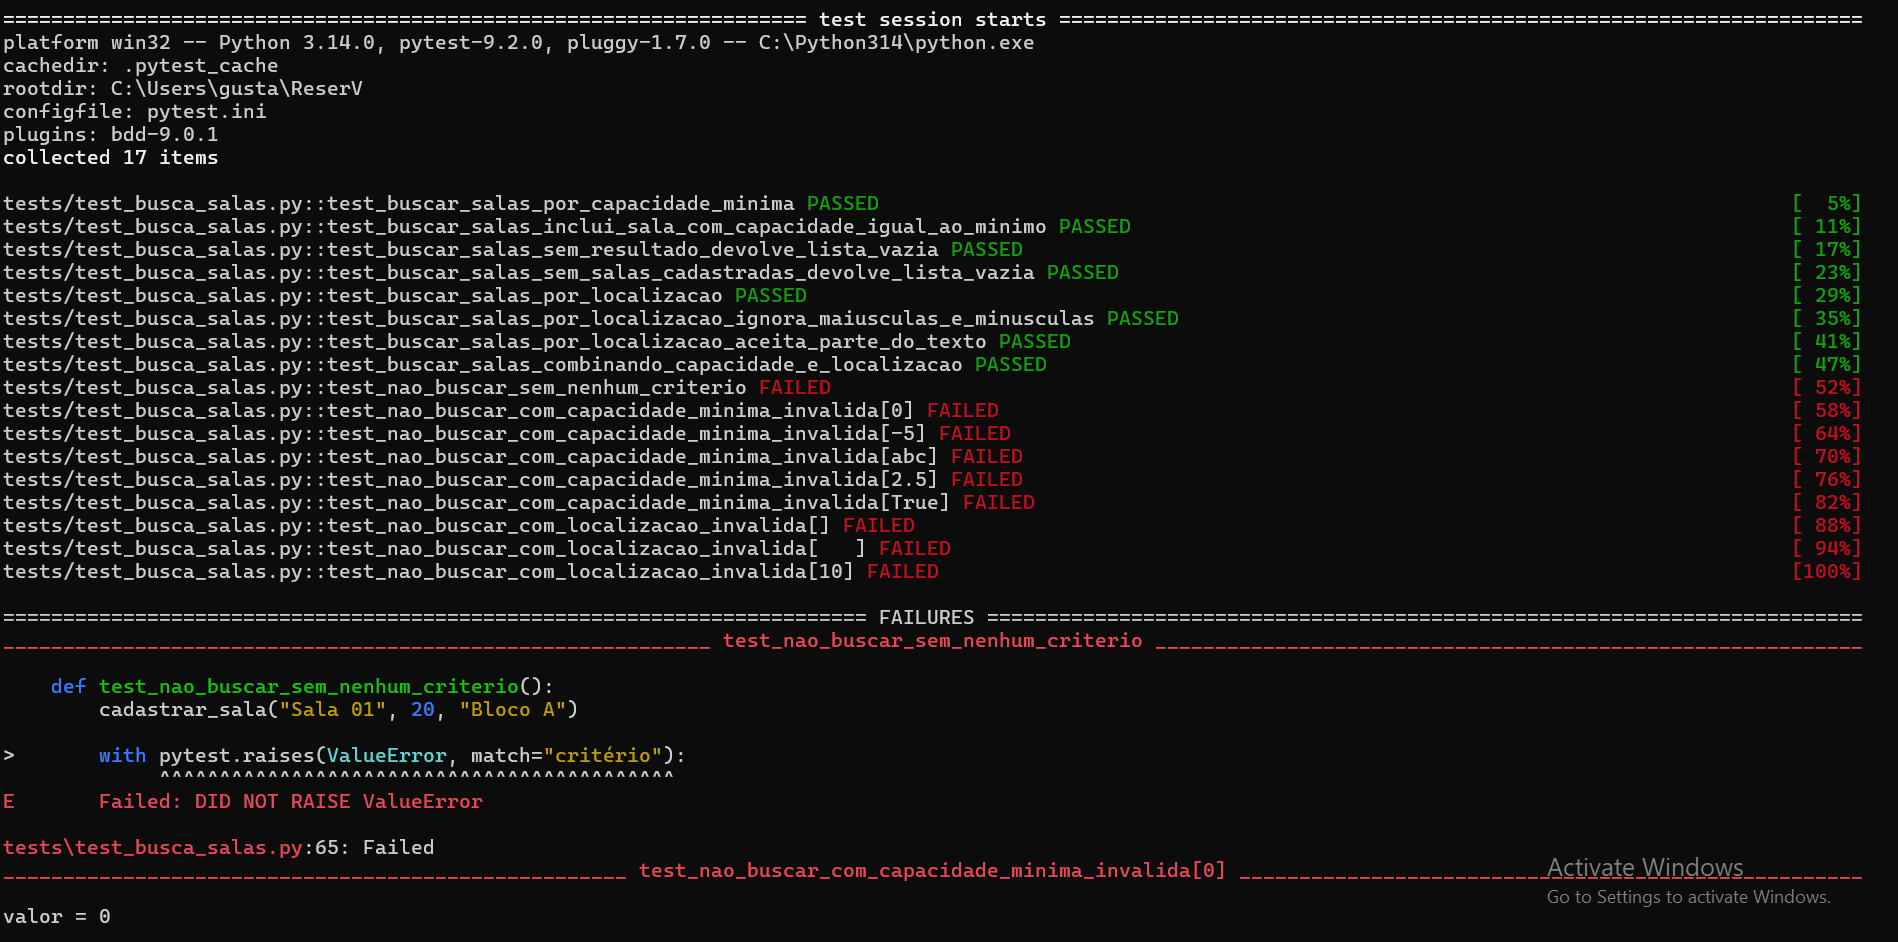 =================================================================== test session starts ===================================================================
platform win32 -- Python 3.14.0, pytest-9.2.0, pluggy-1.7.0 -- C:\Python314\python.exe
cachedir: .pytest_cache
rootdir: C:\Users\gusta\ReserV
configfile: pytest.ini
plugins: bdd-9.0.1
collected 17 items
tests/test_busca_salas.py::test_buscar_salas_por_capacidade_minima PASSED [  5%]
tests/test_busca_salas.py::test_buscar_salas_inclui_sala_com_capacidade_igual_ao_minimo PASSED [ 11%]
tests/test_busca_salas.py::test_buscar_salas_sem_resultado_devolve_lista_vazia PASSED [ 17%]
tests/test_busca_salas.py::test_buscar_salas_sem_salas_cadastradas_devolve_lista_vazia PASSED [ 23%]
tests/test_busca_salas.py::test_buscar_salas_por_localizacao PASSED [ 29%]
tests/test_busca_salas.py::test_buscar_salas_por_localizacao_ignora_maiusculas_e_minusculas PASSED [ 35%]
tests/test_busca_salas.py::test_buscar_salas_por_localizacao_aceita_parte_do_texto PASSED [ 41%]
tests/test_busca_salas.py::test_buscar_salas_combinando_capacidade_e_localizacao PASSED [ 47%]
tests/test_busca_salas.py::test_nao_buscar_sem_nenhum_criterio FAILED [ 52%]
tests/test_busca_salas.py::test_nao_buscar_com_capacidade_minima_invalida[0] FAILED [ 58%]
tests/test_busca_salas.py::test_nao_buscar_com_capacidade_minima_invalida[-5] FAILED [ 64%]
tests/test_busca_salas.py::test_nao_buscar_com_capacidade_minima_invalida[abc] FAILED [ 70%]
tests/test_busca_salas.py::test_nao_buscar_com_capacidade_minima_invalida[2.5] FAILED [ 76%]
tests/test_busca_salas.py::test_nao_buscar_com_capacidade_minima_invalida[True] FAILED [ 82%]
tests/test_busca_salas.py::test_nao_buscar_com_localizacao_invalida[] FAILED [ 88%]
tests/test_busca_salas.py::test_nao_buscar_com_localizacao_invalida[   ] FAILED [ 94%]
tests/test_busca_salas.py::test_nao_buscar_com_localizacao_invalida[10] FAILED [100%]
======================================================================== FAILURES =========================================================================
___________________________________________________________ test_nao_buscar_sem_nenhum_criterio ___________________________________________________________
    def test_nao_buscar_sem_nenhum_criterio():
        cadastrar_sala("Sala 01", 20, "Bloco A")
>       with pytest.raises(ValueError, match="critério"):
             ^^^^^^^^^^^^^^^^^^^^^^^^^^^^^^^^^^^^^^^^^^^
E       Failed: DID NOT RAISE ValueError
tests\test_busca_salas.py:65: Failed
____________________________________________________ test_nao_buscar_com_capacidade_minima_invalida[0] ____________________________________________________
valor = 0
Activate Windows
Go to Settings to activate Windows.